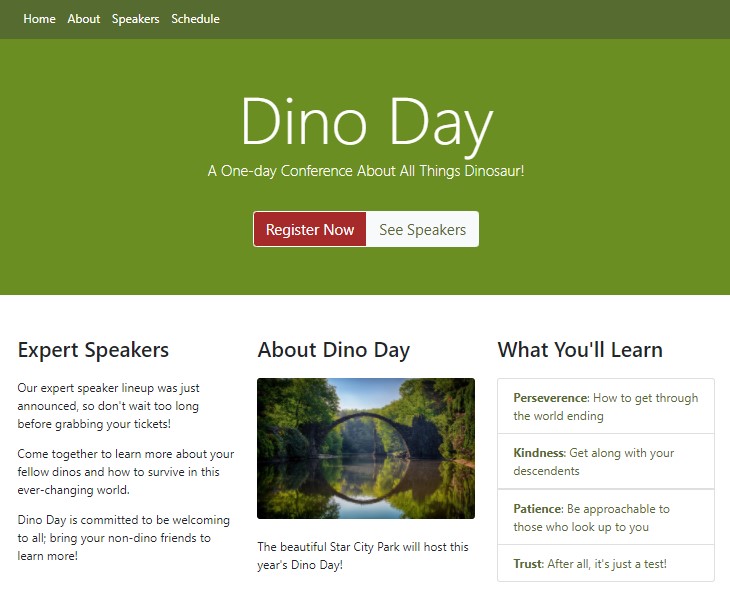 Home About Speakers Schedule
Dino Day
A One-day Conference About All Things Dinosaur!
Register Now See Speakers
Expert Speakers
Our expert speaker lineup was just
announced, so don't wait too long
before grabbing your tickets!
Come together to learn more about your
fellow dinos and how to survive in this
ever-changing world.
Dino Day is committed to be welcoming
to all; bring your non-dino friends to
learn more!
About Dino Day
The beautiful Star City Park will host this
year's Dino Day!
What You'll Learn
Perseverence: How to get through
the world ending
Kindness: Get along with your
descendents
Patience: Be approachable to
those who look up to you
Trust: After all, it's just a test!